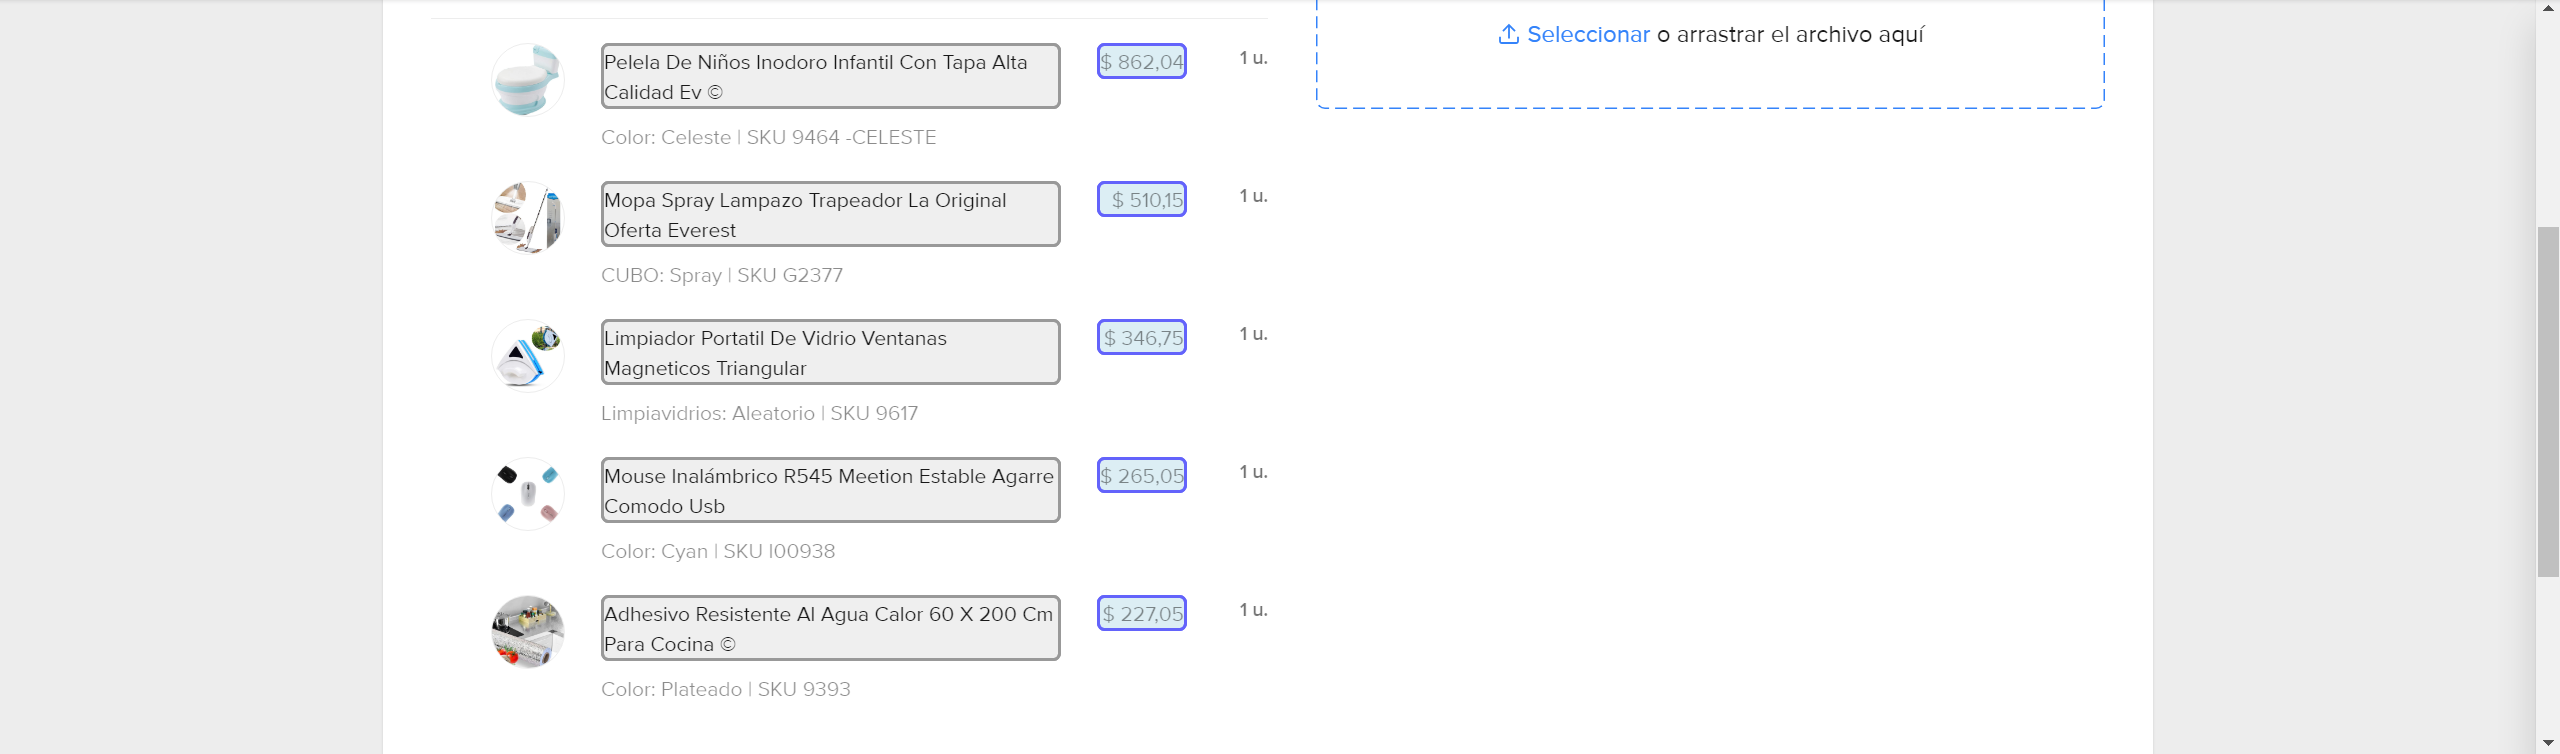 Seleccionar o arrastrar el archivo aquí
Pelela De Niños Inodoro Infantil Con Tapa Alta
Calidad Ev ©
$ 862,04
1 u.
Color: Celeste | SKU 9464 -CELESTE
Mopa Spray Lampazo Trapeador La Original
Oferta Everest
$ 510,15
1 u.
CUBO: Spray | SKU G2377
Limpiador Portatil De Vidrio Ventanas
Magneticos Triangular
$ 346,75
1 u.
Limpiavidrios: Aleatorio | SKU 9617
Mouse Inalámbrico R545 Meetion Estable Agarre
Comodo Usb
$ 265,05
1 u.
Color: Cyan | SKU I00938
Adhesivo Resistente Al Agua Calor 60 X 200 Cm
Para Cocina ©
$ 227,05
1 u.
Color: Plateado | SKU 9393